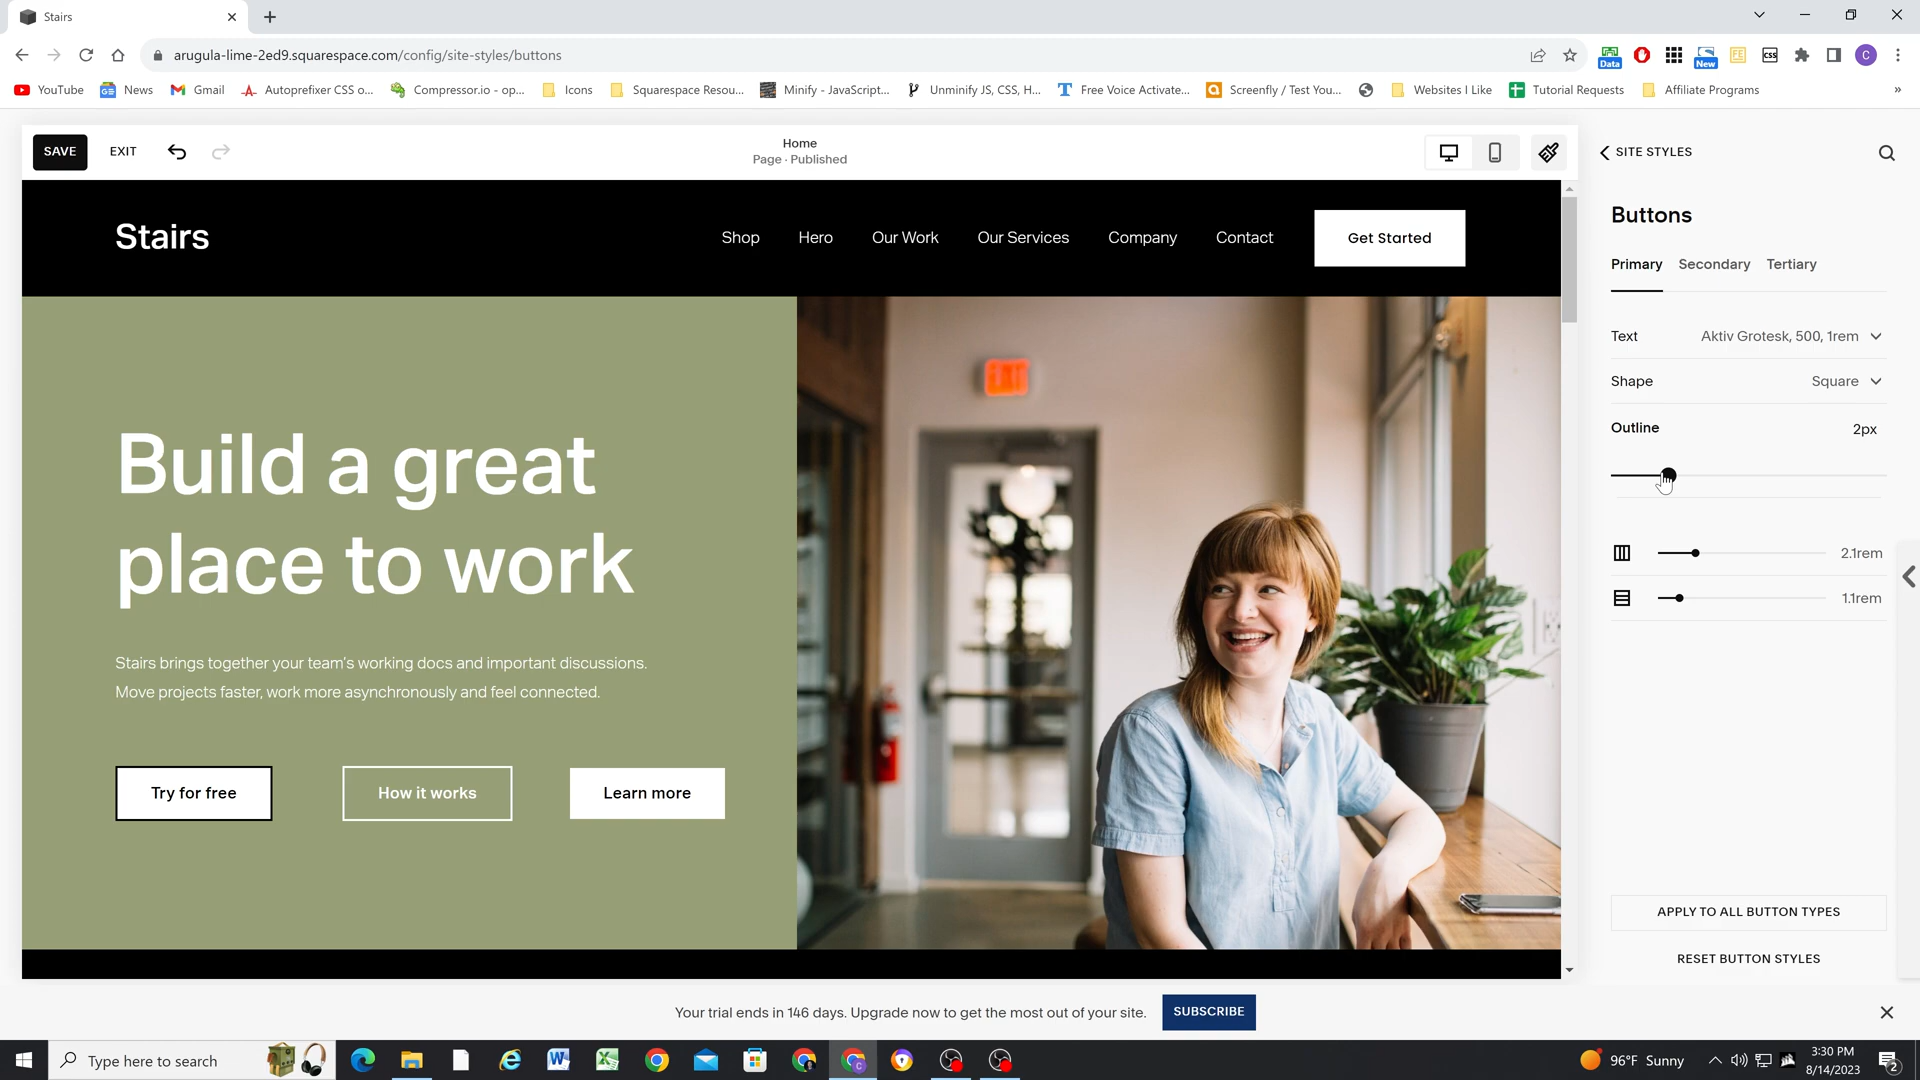 Stairs
arugula-lime-2ed9.squarespace.com/config/site-styles/buttons
Data
New
FE
CSS
C
YouTube
News
Gmail
Autoprefixer CSS o...
Compressor.io - op...
Icons
Squarespace Resou...
Minify - JavaScript...
Unminify JS, CSS, H...
Free Voice Activate...
Screenfly / Test You...
Websites I Like
Tutorial Requests
Affiliate Programs
»
SAVE
EXIT
Home
Page · Published
SITE STYLES
Stairs
Shop
Hero
Our Work
Our Services
Company
Contact
Get Started
Buttons
Primary
Secondary
Tertiary
Text
Aktiv Grotesk, 500, 1rem
Shape
Square
Outline
2px
2.1rem
1.1rem
Build a great
place to work
Stairs brings together your team's working docs and important discussions.
Move projects faster, work more asynchronously and feel connected.
Try for free
How it works
Learn more
APPLY TO ALL BUTTON TYPES
RESET BUTTON STYLES
Your trial ends in 146 days. Upgrade now to get the most out of your site.
SUBSCRIBE
Type here to search
96°F Sunny
3:30 PM
8/14/2023
2